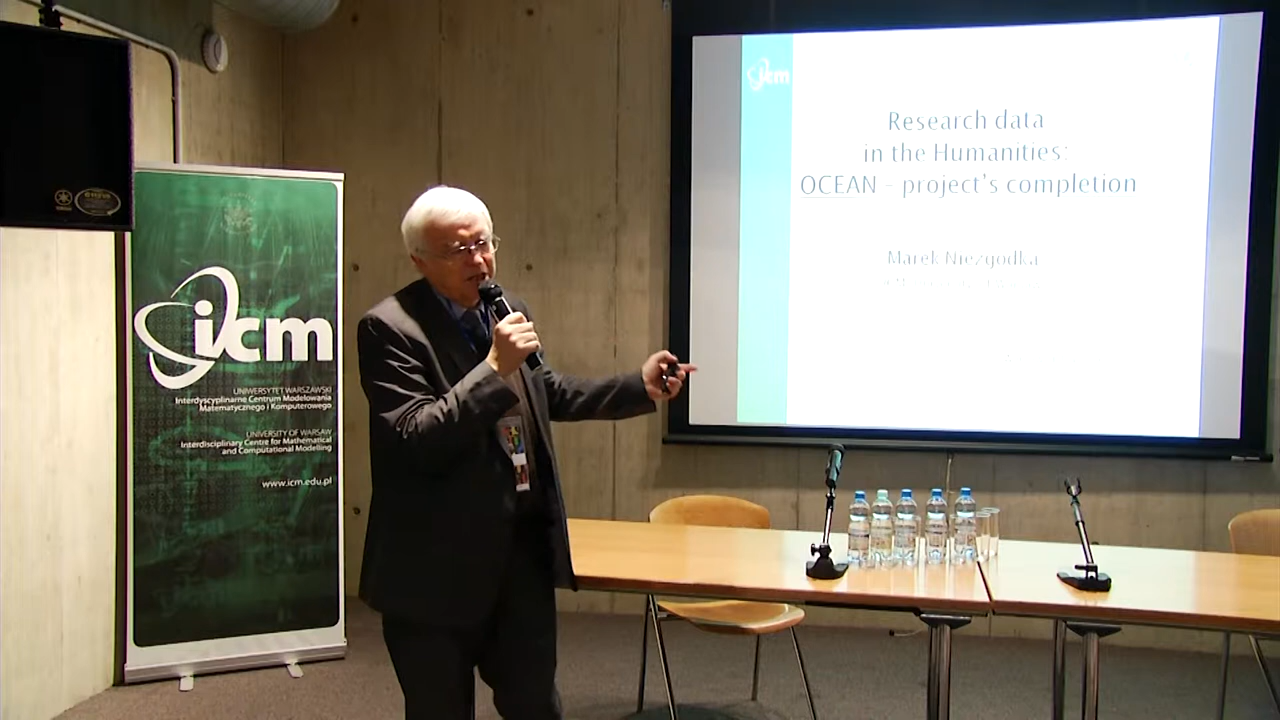 icm
UNIWERSYTET WARSZAWSKI
Interdyscyplinarne Centrum Modelowania
Matematycznego i Komputerowego
UNIVERSITY OF WARSAW
Interdisciplinary Centre for Mathematical
and Computational Modelling
www.icm.edu.pl
icm
Research data
in the Humanities:
OCEAN - project's completion
Marek Niezgódka